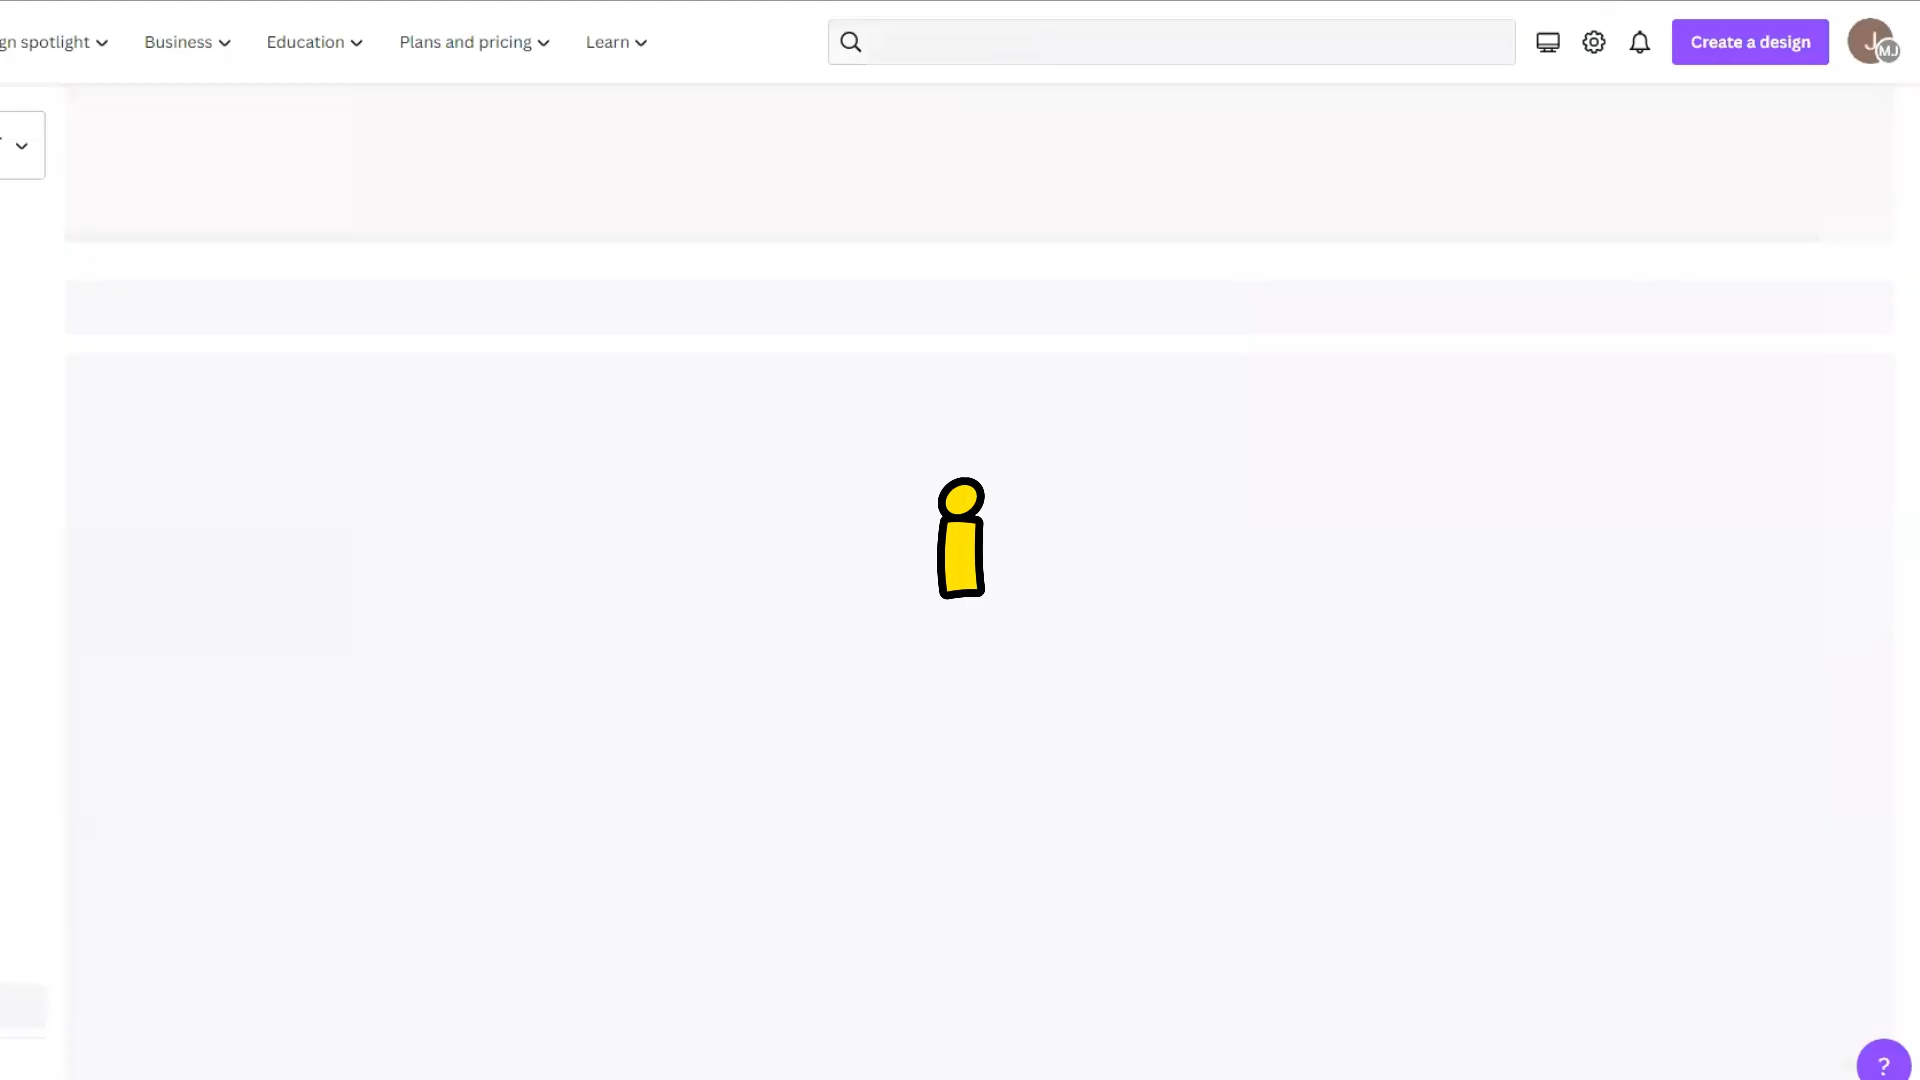 gn spotlight Business Education Plans and pricing Learn Create a design J MJ
i
?